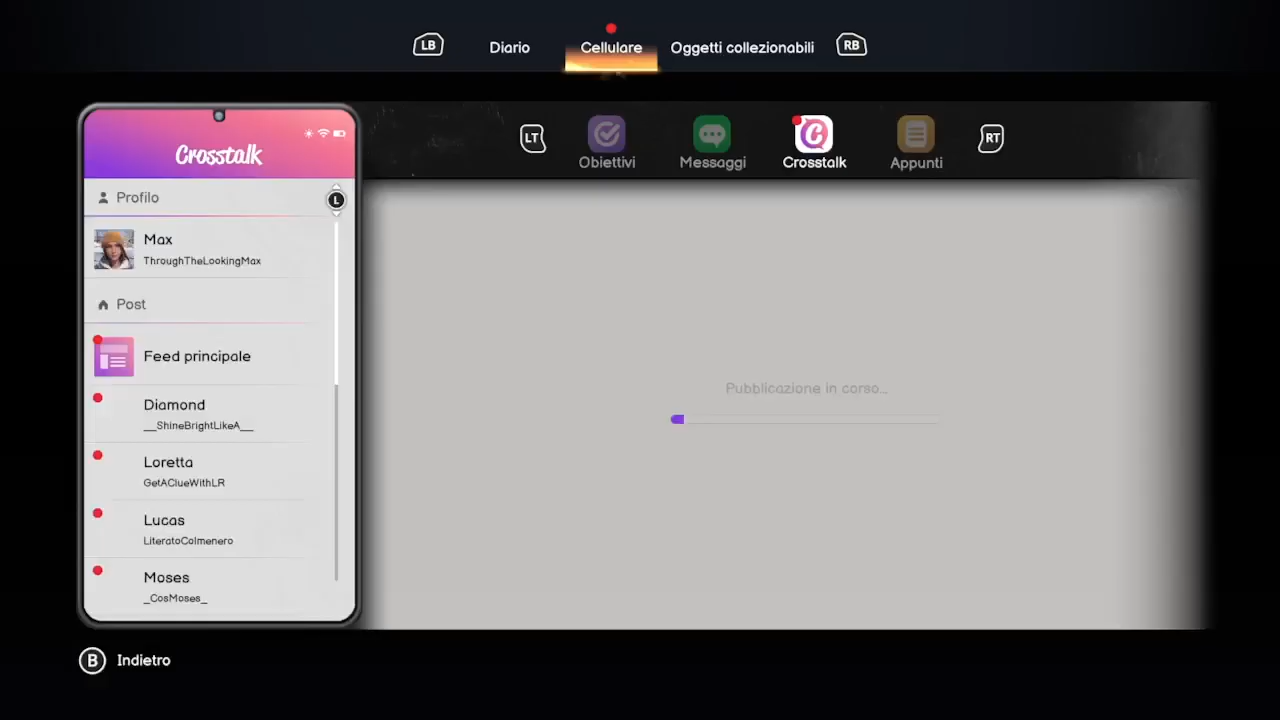 LB
Diario
Cellulare
Oggetti collezionabili
RB
Crosstalk
Profilo
L
Max
ThroughTheLookingMax
Post
Feed principale
Diamond
__ShineBrightLikeA__
Loretta
GetAClueWithLR
Lucas
LiteratoColmenero
Moses
_CosMoses_
LT
Obiettivi
Messaggi
Crosstalk
Appunti
RT
Pubblicazione in corso...
B
Indietro